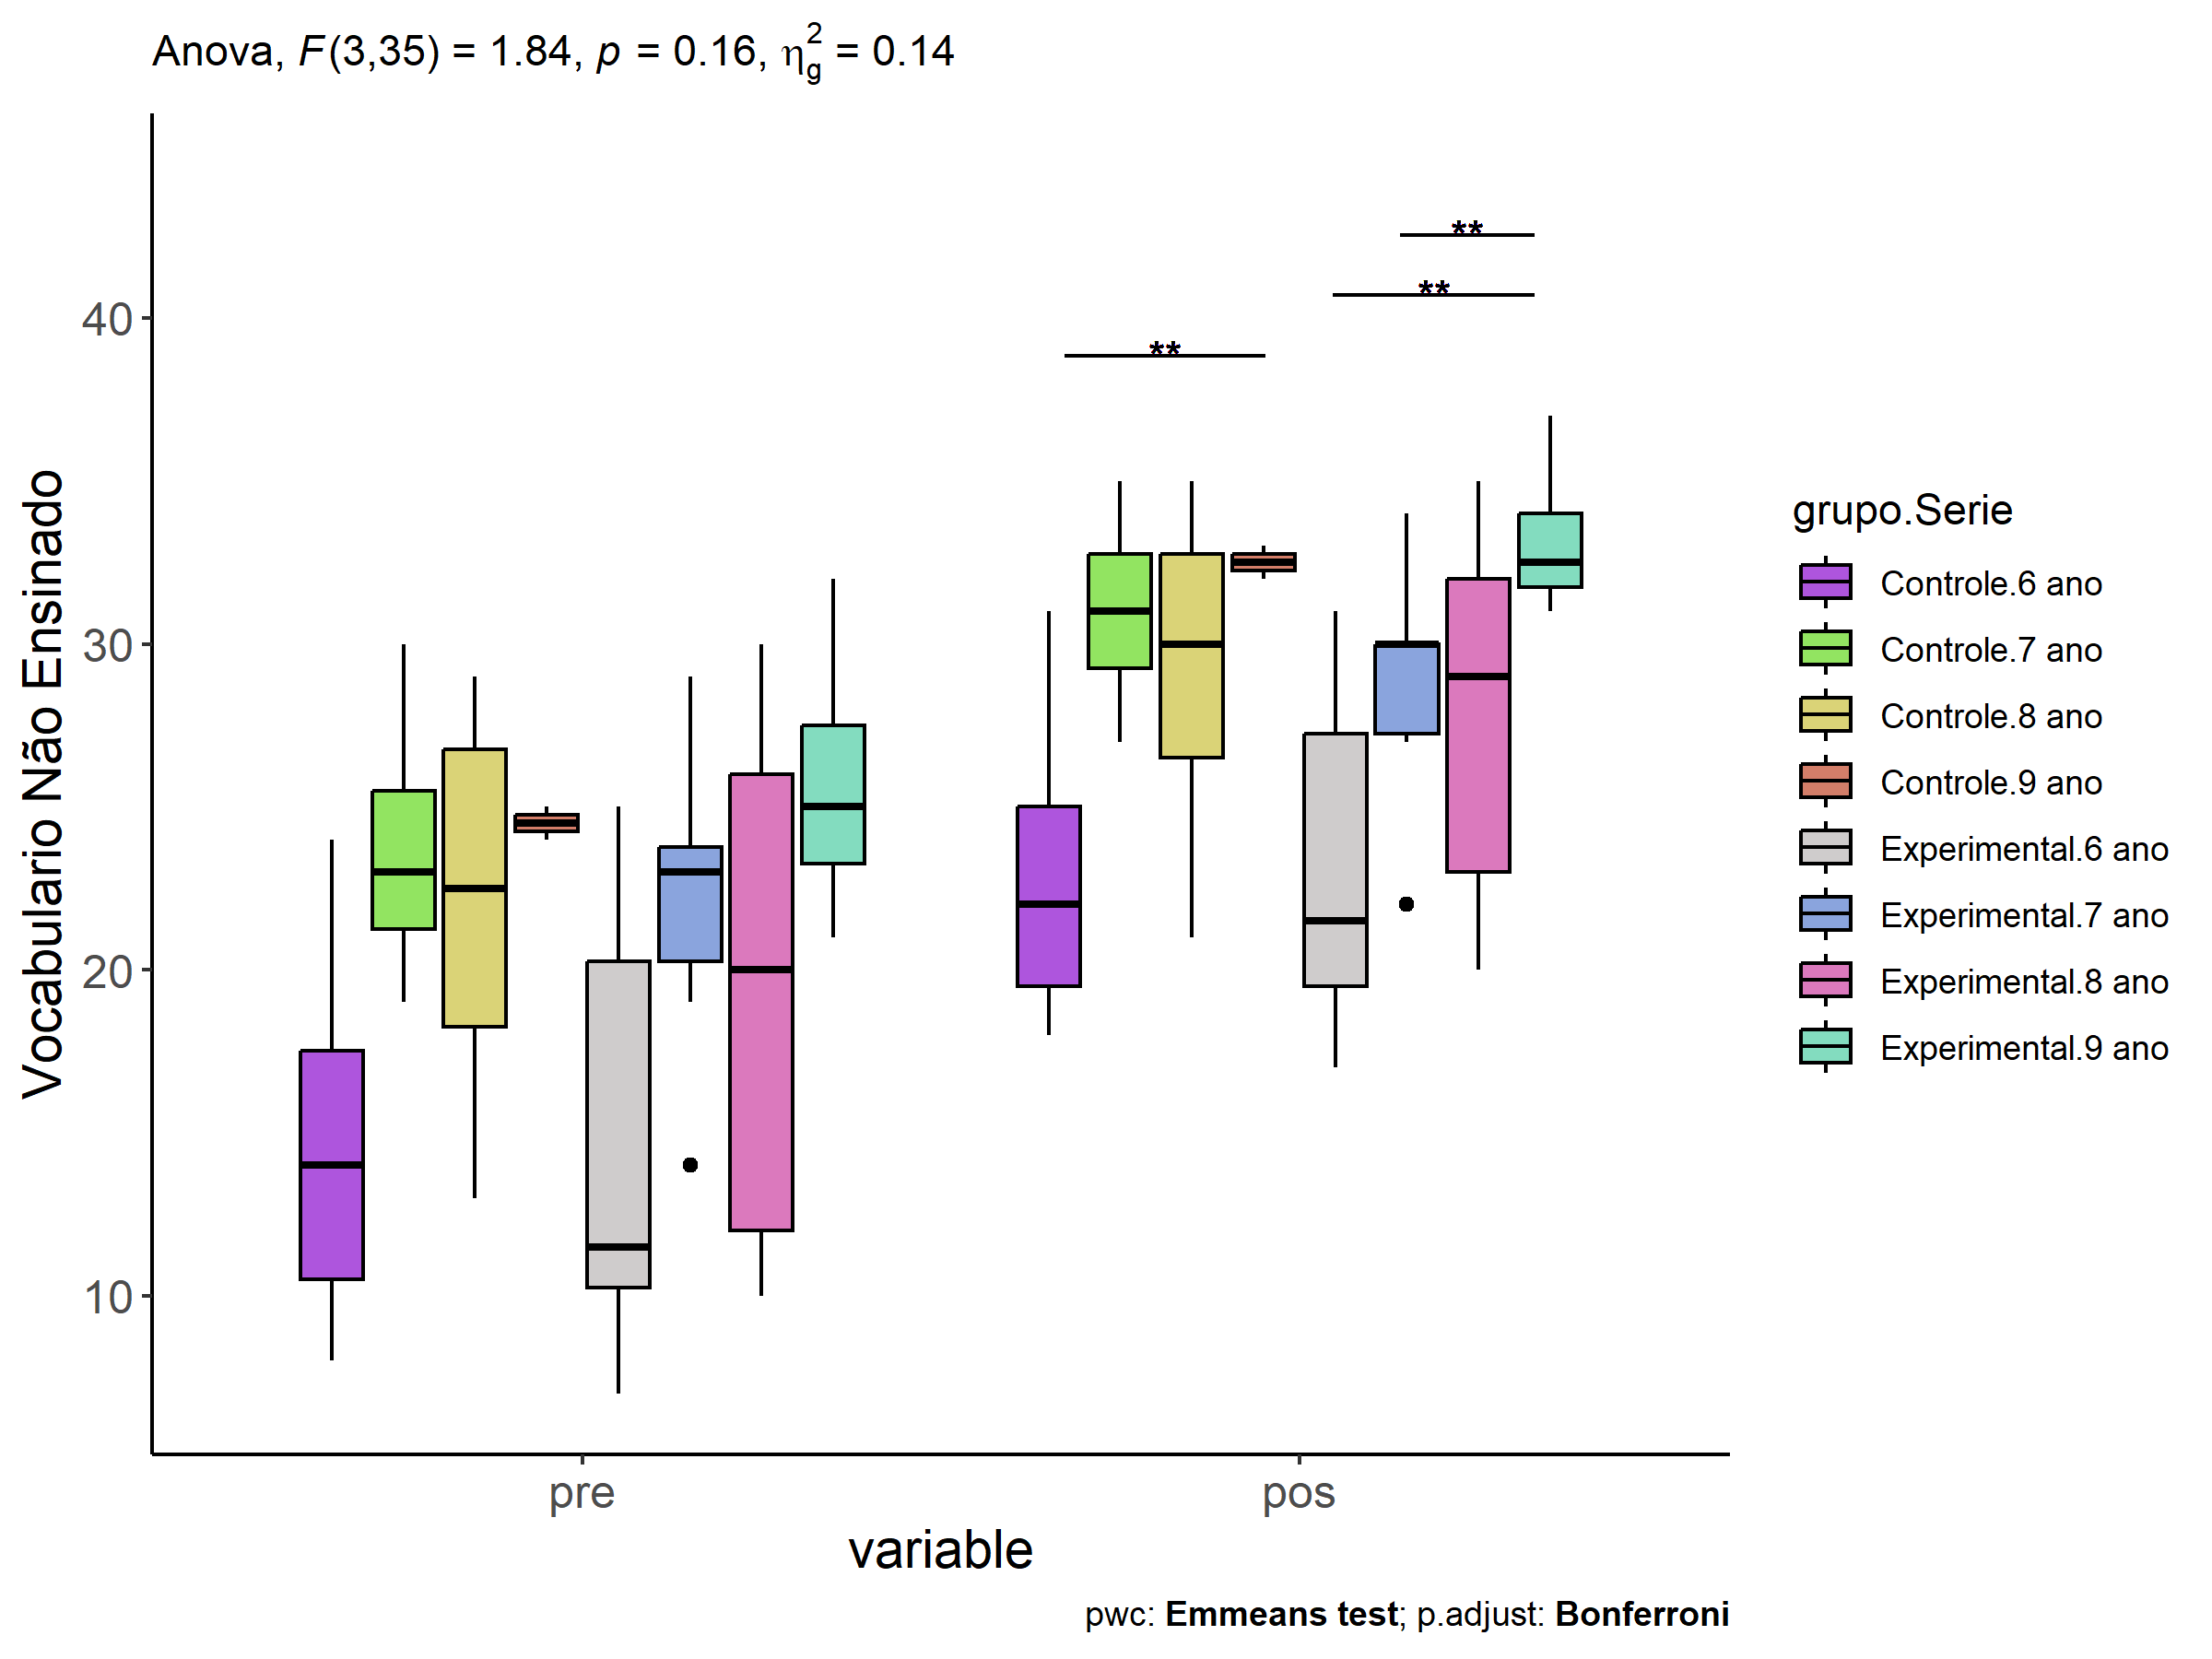 Anova, F(3,35) = 1.84, p = 0.16, η²g = 0.14
Vocabulario Não Ensinado
40
30
20
10
**
**
**
pre
pos
variable
grupo.Serie
Controle.6 ano
Controle.7 ano
Controle.8 ano
Controle.9 ano
Experimental.6 ano
Experimental.7 ano
Experimental.8 ano
Experimental.9 ano
pwc: Emmeans test; p.adjust: Bonferroni